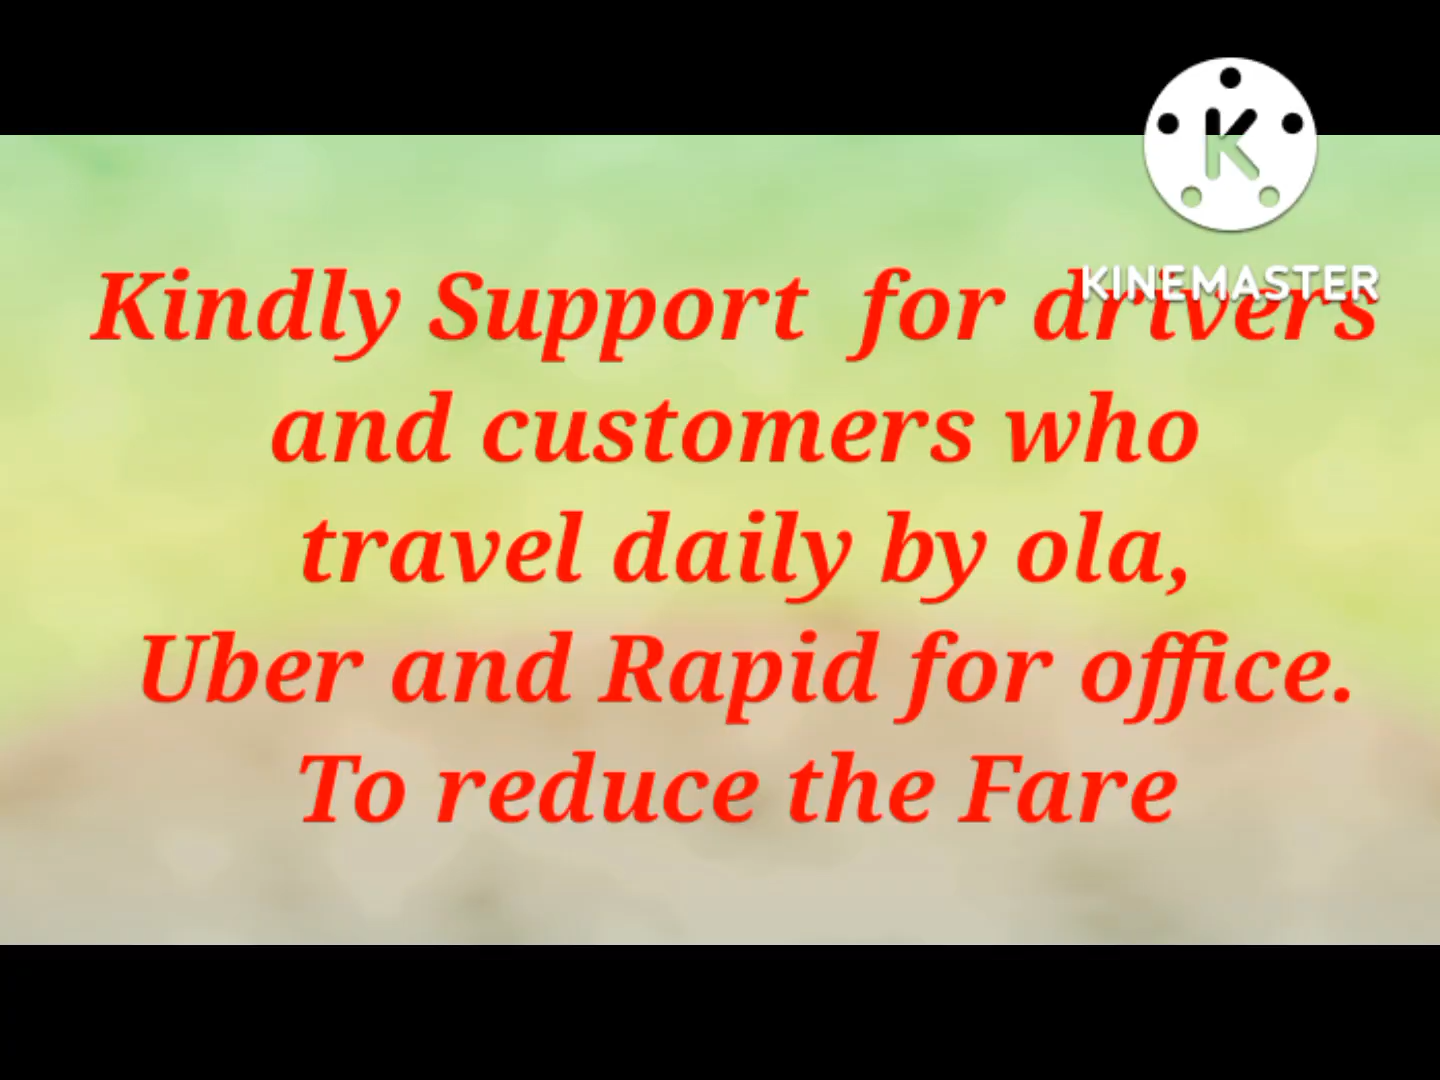 K
KINEMASTER
Kindly Support  for drivers
and customers who
travel daily by ola,
Uber and Rapid for office.
To reduce the Fare